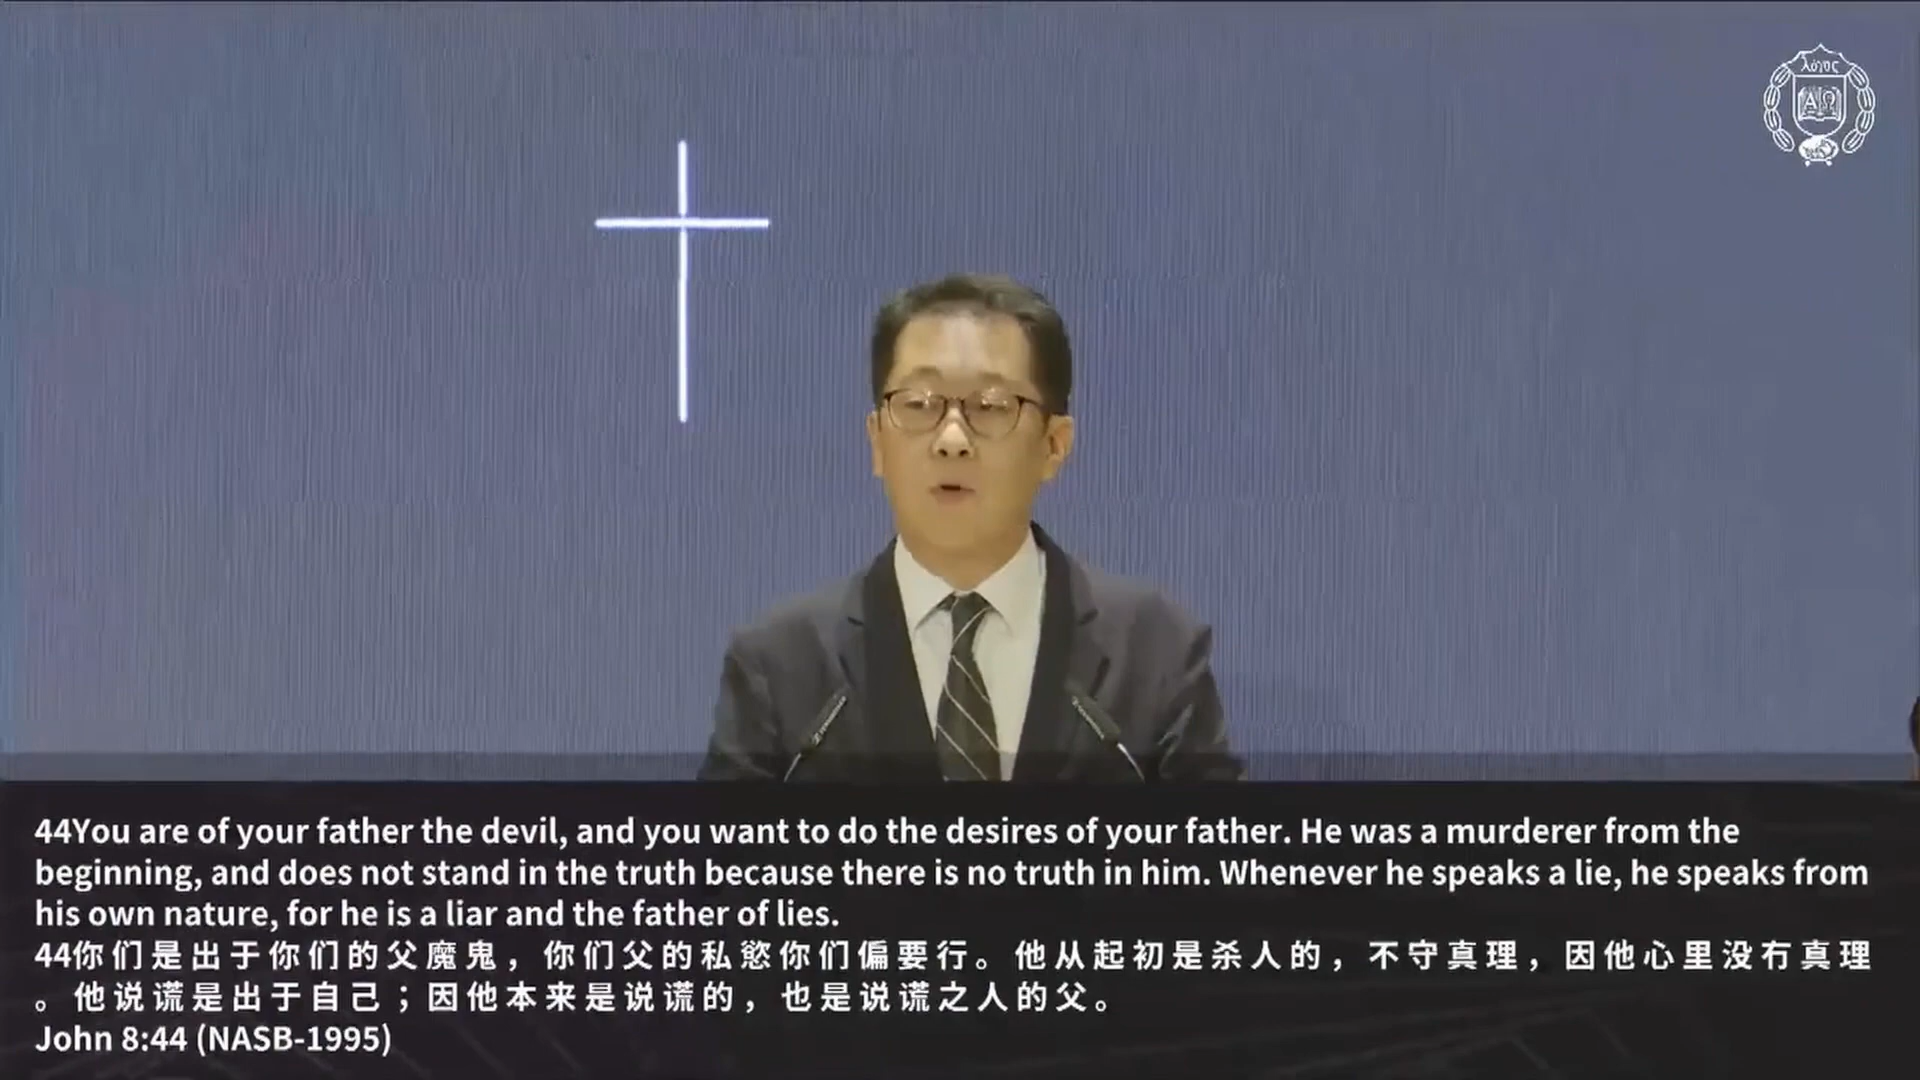 λόγος
Α Ω
44You are of your father the devil, and you want to do the desires of your father. He was a murderer from the
beginning, and does not stand in the truth because there is no truth in him. Whenever he speaks a lie, he speaks from
his own nature, for he is a liar and the father of lies.
44你们是出于你们的父魔鬼，你们父的私慾你们偏要行。他从起初是杀人的，不守真理，因他心里没冇真理
。他说谎是出于自己；因他本来是说谎的，也是说谎之人的父。
John 8:44 (NASB-1995)